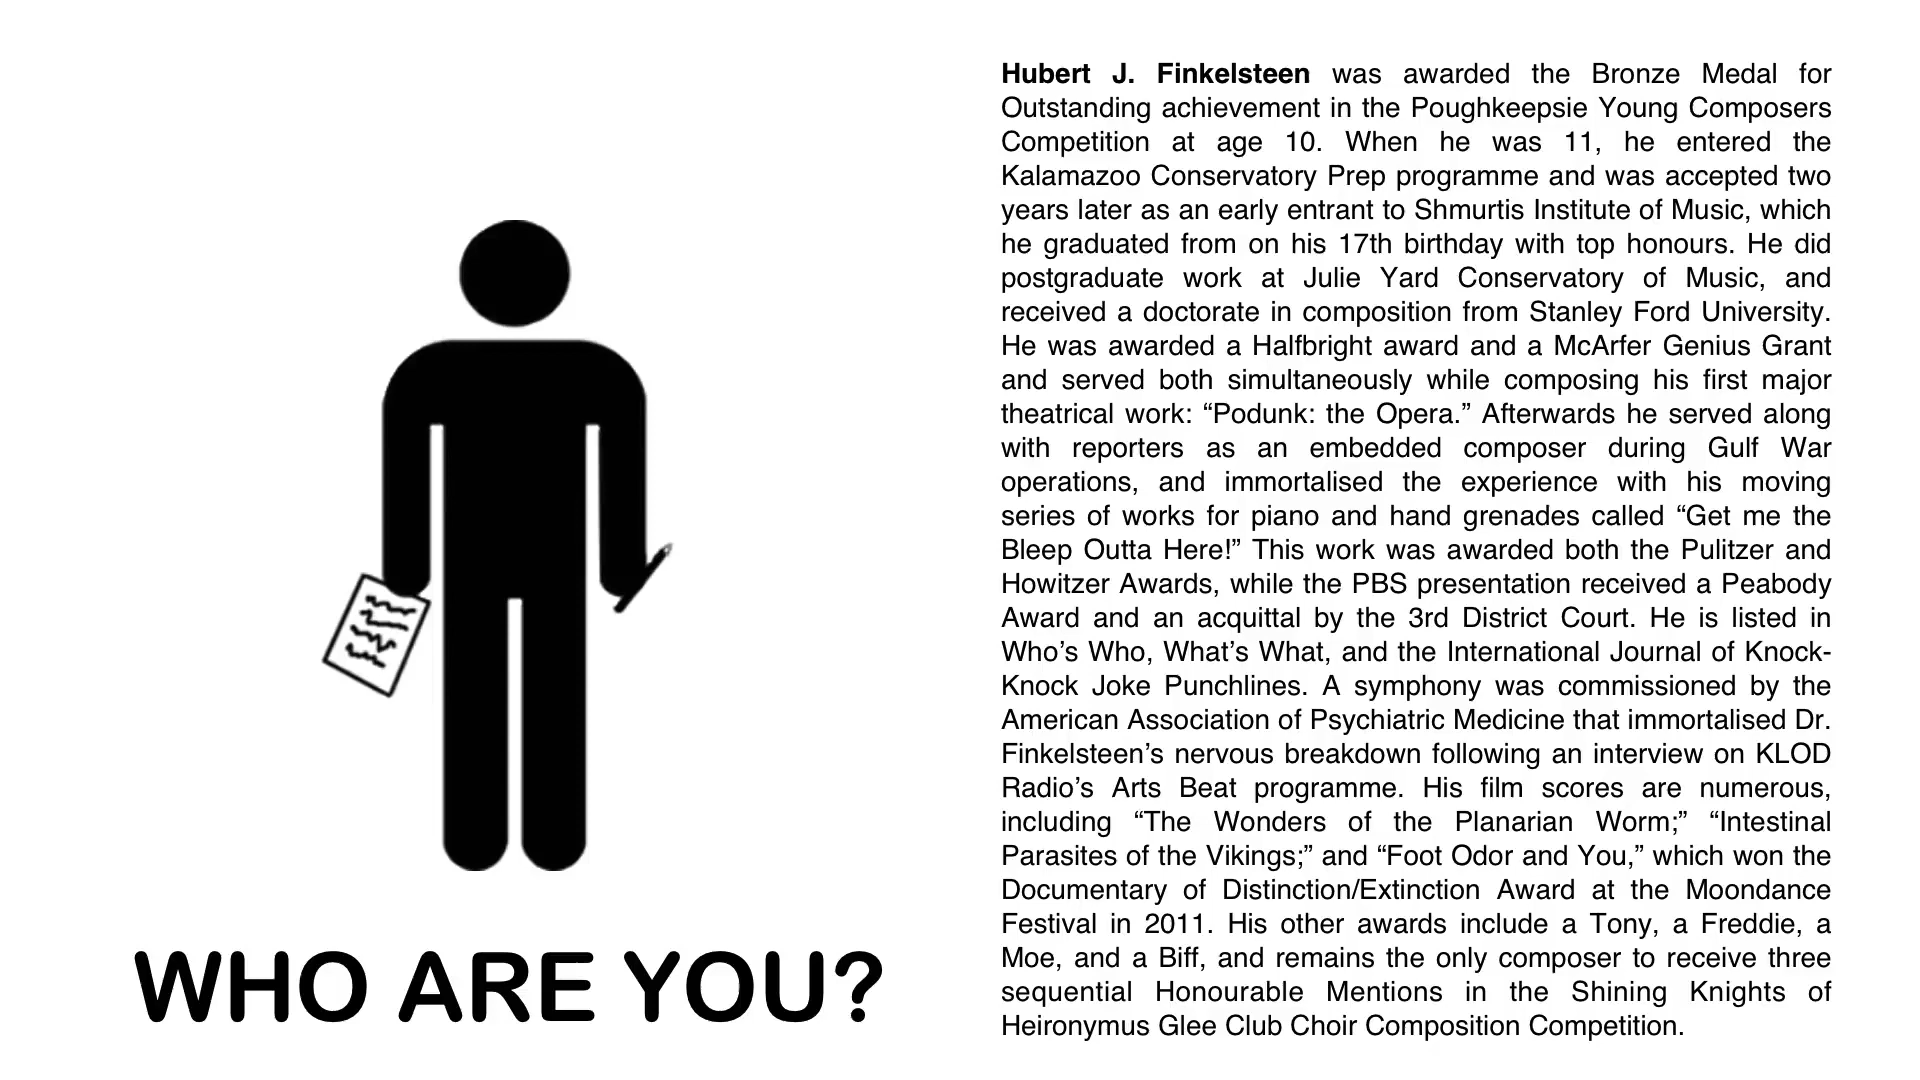 Hubert J. Finkelsteen was awarded the Bronze Medal for
Outstanding achievement in the Poughkeepsie Young Composers
Competition at age 10. When he was 11, he entered the
Kalamazoo Conservatory Prep programme and was accepted two
years later as an early entrant to Shmurtis Institute of Music, which
he graduated from on his 17th birthday with top honours. He did
postgraduate work at Julie Yard Conservatory of Music, and
received a doctorate in composition from Stanley Ford University.
He was awarded a Halfbright award and a McArfer Genius Grant
and served both simultaneously while composing his first major
theatrical work: “Podunk: the Opera.” Afterwards he served along
with reporters as an embedded composer during Gulf War
operations, and immortalised the experience with his moving
series of works for piano and hand grenades called “Get me the
Bleep Outta Here!” This work was awarded both the Pulitzer and
Howitzer Awards, while the PBS presentation received a Peabody
Award and an acquittal by the 3rd District Court. He is listed in
Who’s Who, What’s What, and the International Journal of Knock-
Knock Joke Punchlines. A symphony was commissioned by the
American Association of Psychiatric Medicine that immortalised Dr.
Finkelsteen’s nervous breakdown following an interview on KLOD
Radio’s Arts Beat programme. His film scores are numerous,
including “The Wonders of the Planarian Worm;” “Intestinal
Parasites of the Vikings;” and “Foot Odor and You,” which won the
Documentary of Distinction/Extinction Award at the Moondance
Festival in 2011. His other awards include a Tony, a Freddie, a
Moe, and a Biff, and remains the only composer to receive three
sequential Honourable Mentions in the Shining Knights of
Heironymus Glee Club Choir Composition Competition.
WHO ARE YOU?